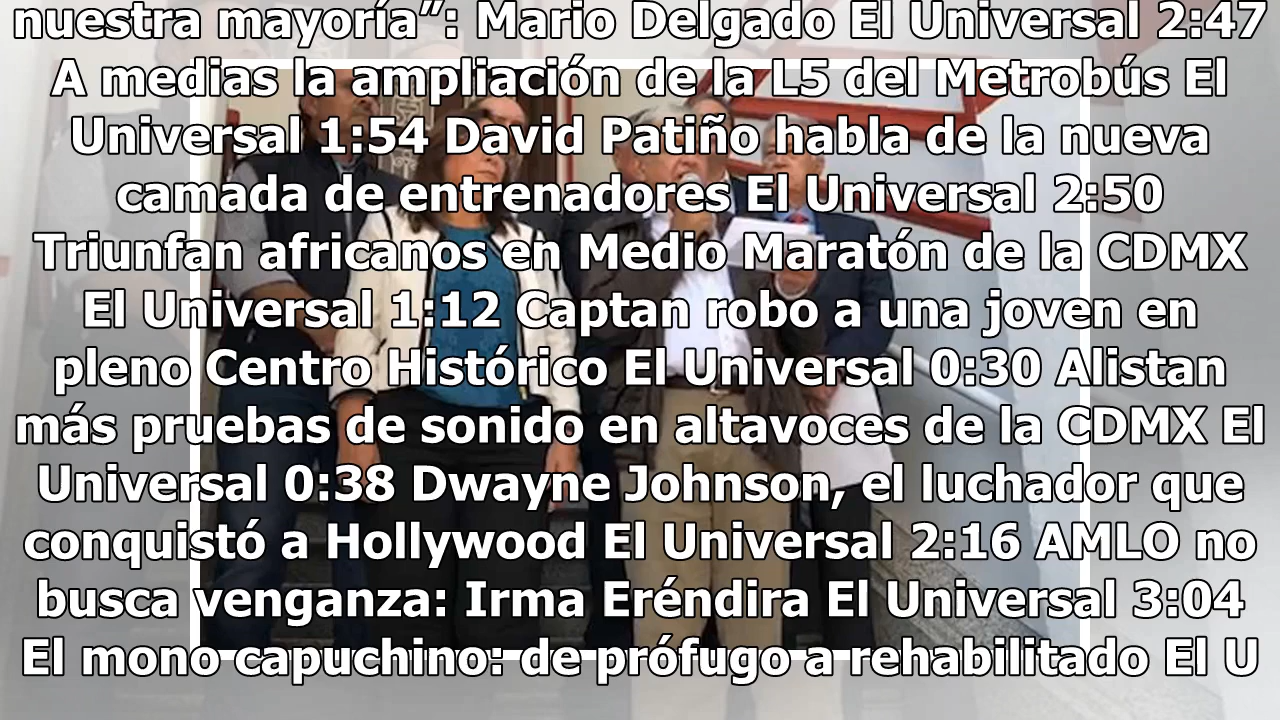 nuestra mayoría”: Mario Delgado El Universal 2:47
A medias la ampliación de la L5 del Metrobús El
Universal 1:54 David Patiño habla de la nueva
camada de entrenadores El Universal 2:50
Triunfan africanos en Medio Maratón de la CDMX
El Universal 1:12 Captan robo a una joven en
pleno Centro Histórico El Universal 0:30 Alistan
más pruebas de sonido en altavoces de la CDMX El
Universal 0:38 Dwayne Johnson, el luchador que
conquistó a Hollywood El Universal 2:16 AMLO no
busca venganza: Irma Eréndira El Universal 3:04
El mono capuchino: de prófugo a rehabilitado El U